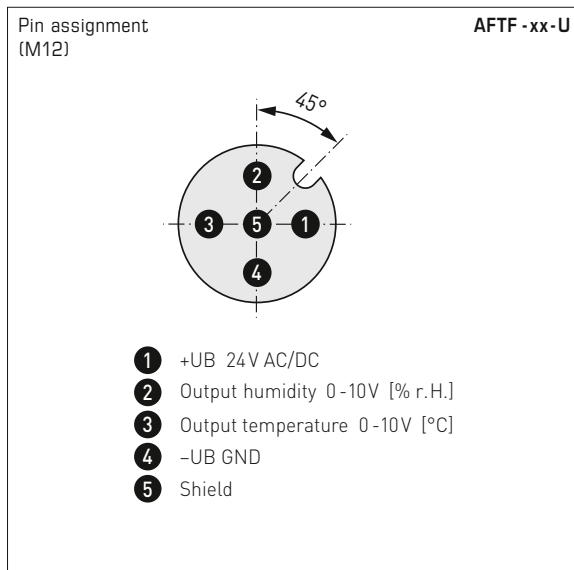 Pin assignment AFTF-xx-U
(M12)
45°
2
3 5 1
4
1 +UB 24V AC/DC
2 Output humidity 0-10V [% r.H.]
3 Output temperature 0-10V [°C]
4 –UB GND
5 Shield